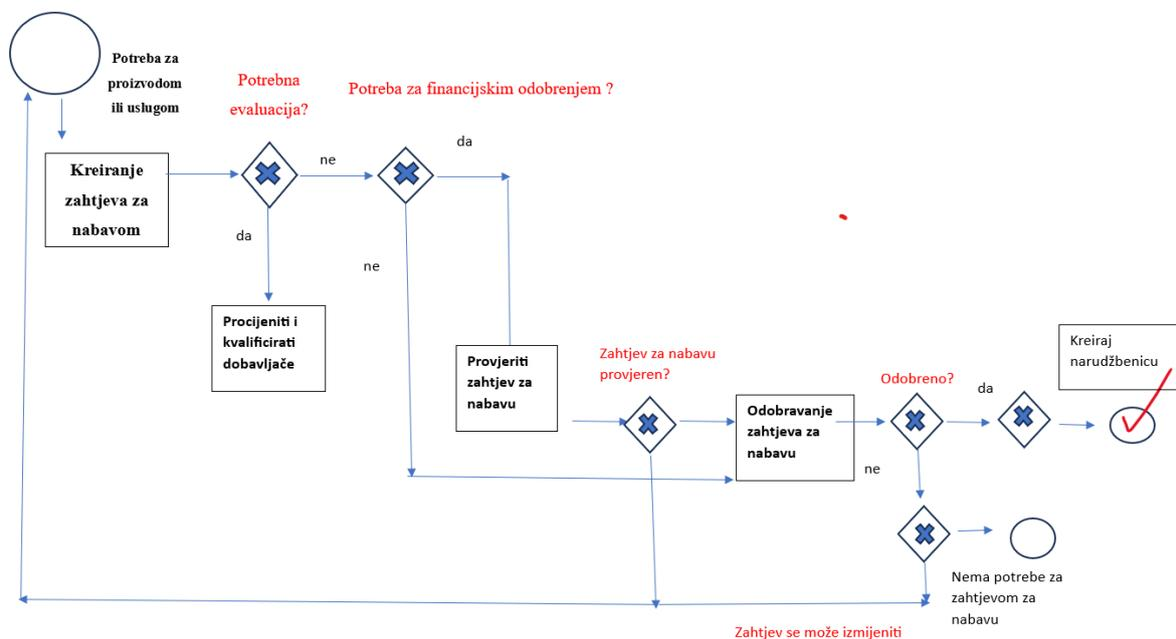 Potreba za
proizvodom
ili uslugom
Potrebna
evaluacija?
Potreba za financijskim odobrenjem ?
da
ne
Kreiranje
zahtjeva za
nabavom
da
ne
Procijeniti i
kvalificirati
dobavljače
Provjeriti
zahtjev za
nabavu
Zahtjev za nabavu
provjeren?
Odobravanje
zahtjeva za
nabavu
Odobreno?
da
ne
Kreiraj
narudžbenicu
Nema potrebe za
zahtjevom za
nabavu
Zahtjev se može izmijeniti